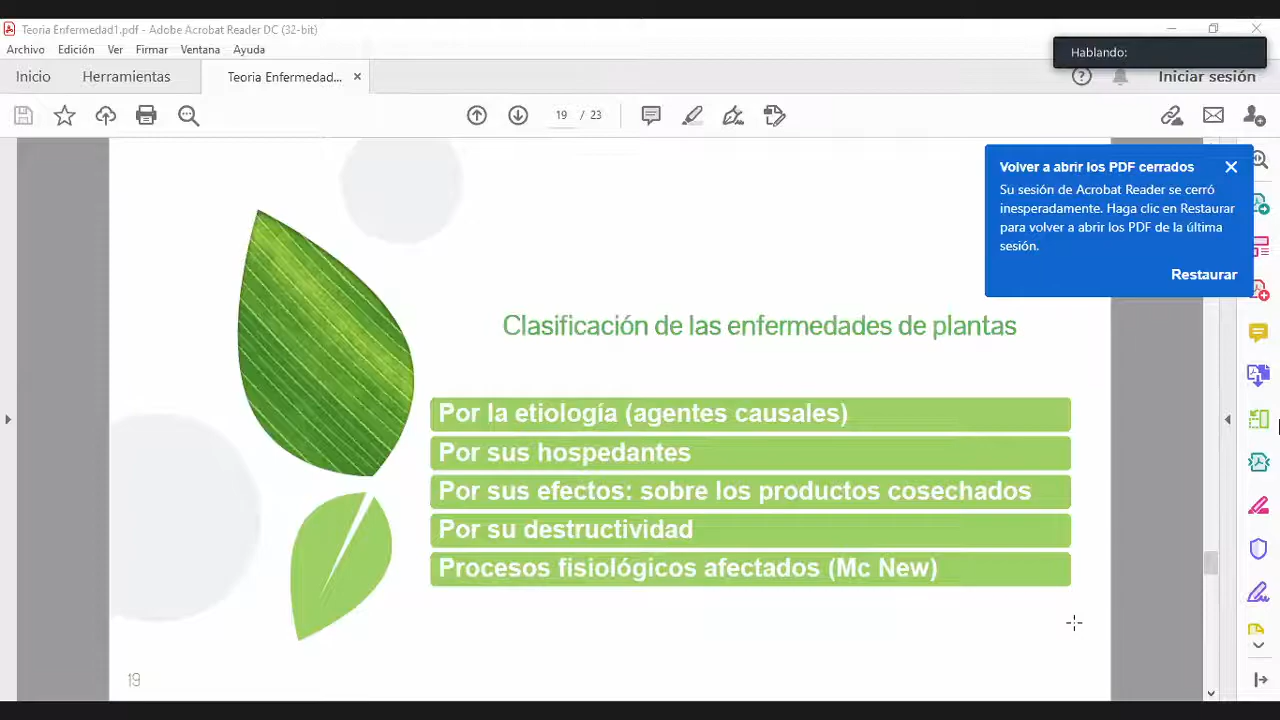 Teoria Enfermedad1.pdf - Adobe Acrobat Reader DC (32-bit)
Archivo Edición Ver Firmar Ventana Ayuda
Hablando:
Inicio Herramientas Teoria Enfermedad... Iniciar sesión
19 / 23
Volver a abrir los PDF cerrados
Su sesión de Acrobat Reader se cerró
inesperadamente. Haga clic en Restaurar
para volver a abrir los PDF de la última
sesión.
Restaurar
Clasificación de las enfermedades de plantas
Por la etiología (agentes causales)
Por sus hospedantes
Por sus efectos: sobre los productos cosechados
Por su destructividad
Procesos fisiológicos afectados (Mc New)
19